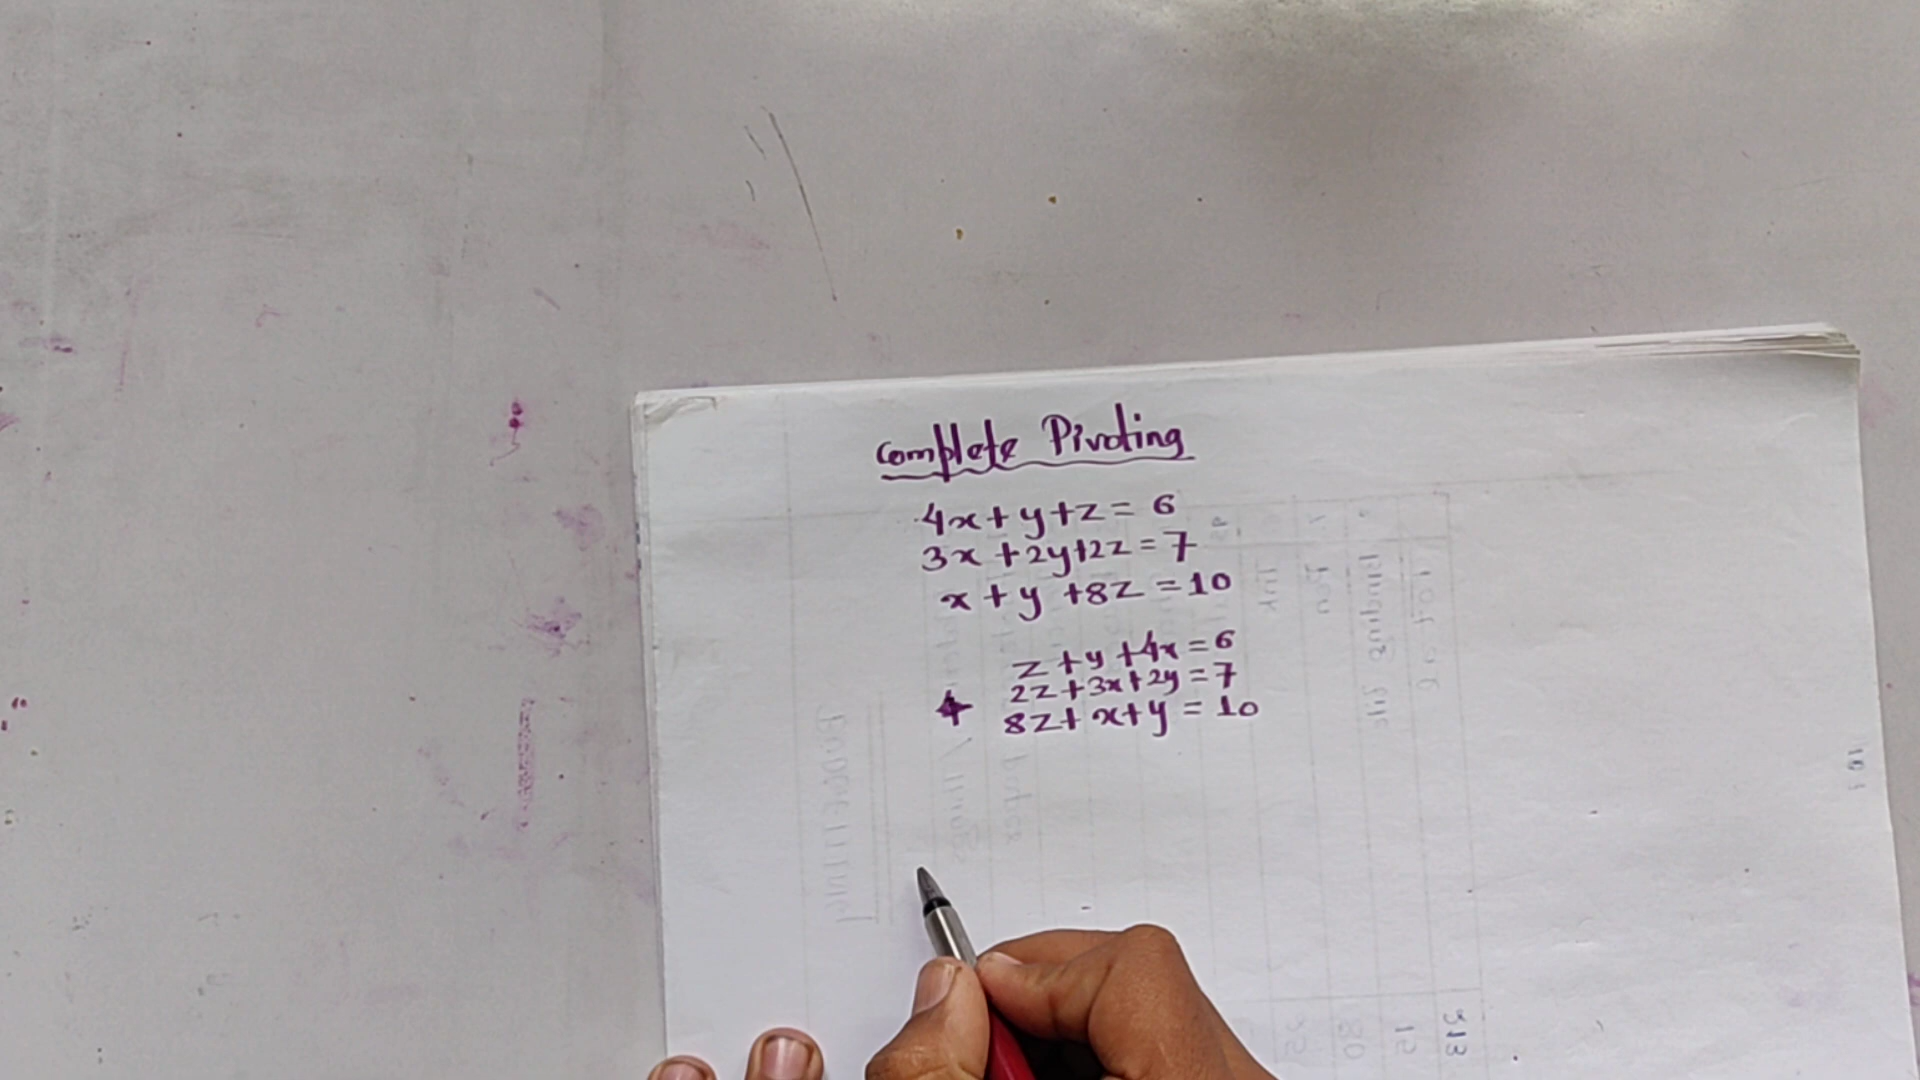 Complete Pivoting
4x + y + z = 6
3x + 2y + 2z = 7
x + y + 8z = 10
z + y + 4x = 6
2z + 3x + 2y = 7
8z + x + y = 10